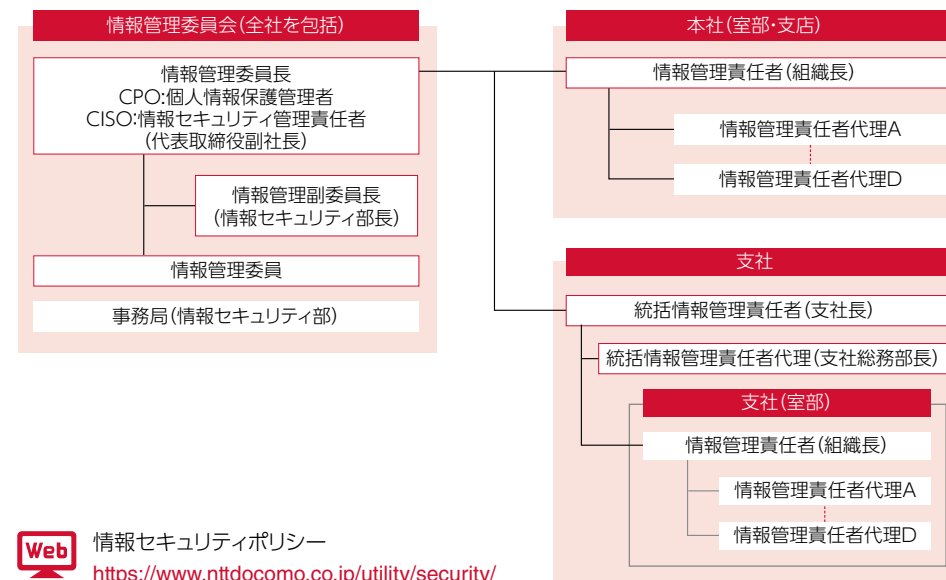 情報管理委員会(全社を包括)
情報管理委員長
CPO:個人情報保護管理者
CISO:情報セキュリティ管理責任者
(代表取締役副社長)
情報管理副委員長
(情報セキュリティ部長)
情報管理委員
事務局(情報セキュリティ部)
本社(室部・支店)
情報管理責任者(組織長)
情報管理責任者代理A
情報管理責任者代理D
支社
統括情報管理責任者(支社長)
統括情報管理責任者代理(支社総務部長)
支社(室部)
情報管理責任者(組織長)
情報管理責任者代理A
情報管理責任者代理D
Web
情報セキュリティポリシー
https://www.nttdocomo.co.jp/utility/security/